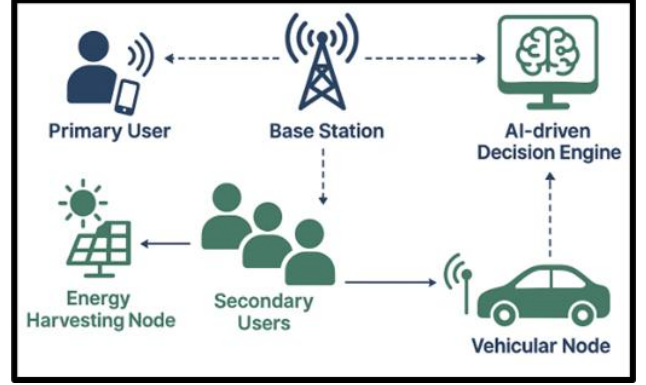 Primary User
Base Station
AI-driven
Decision Engine
Energy
Harvesting Node
Secondary
Users
Vehicular Node